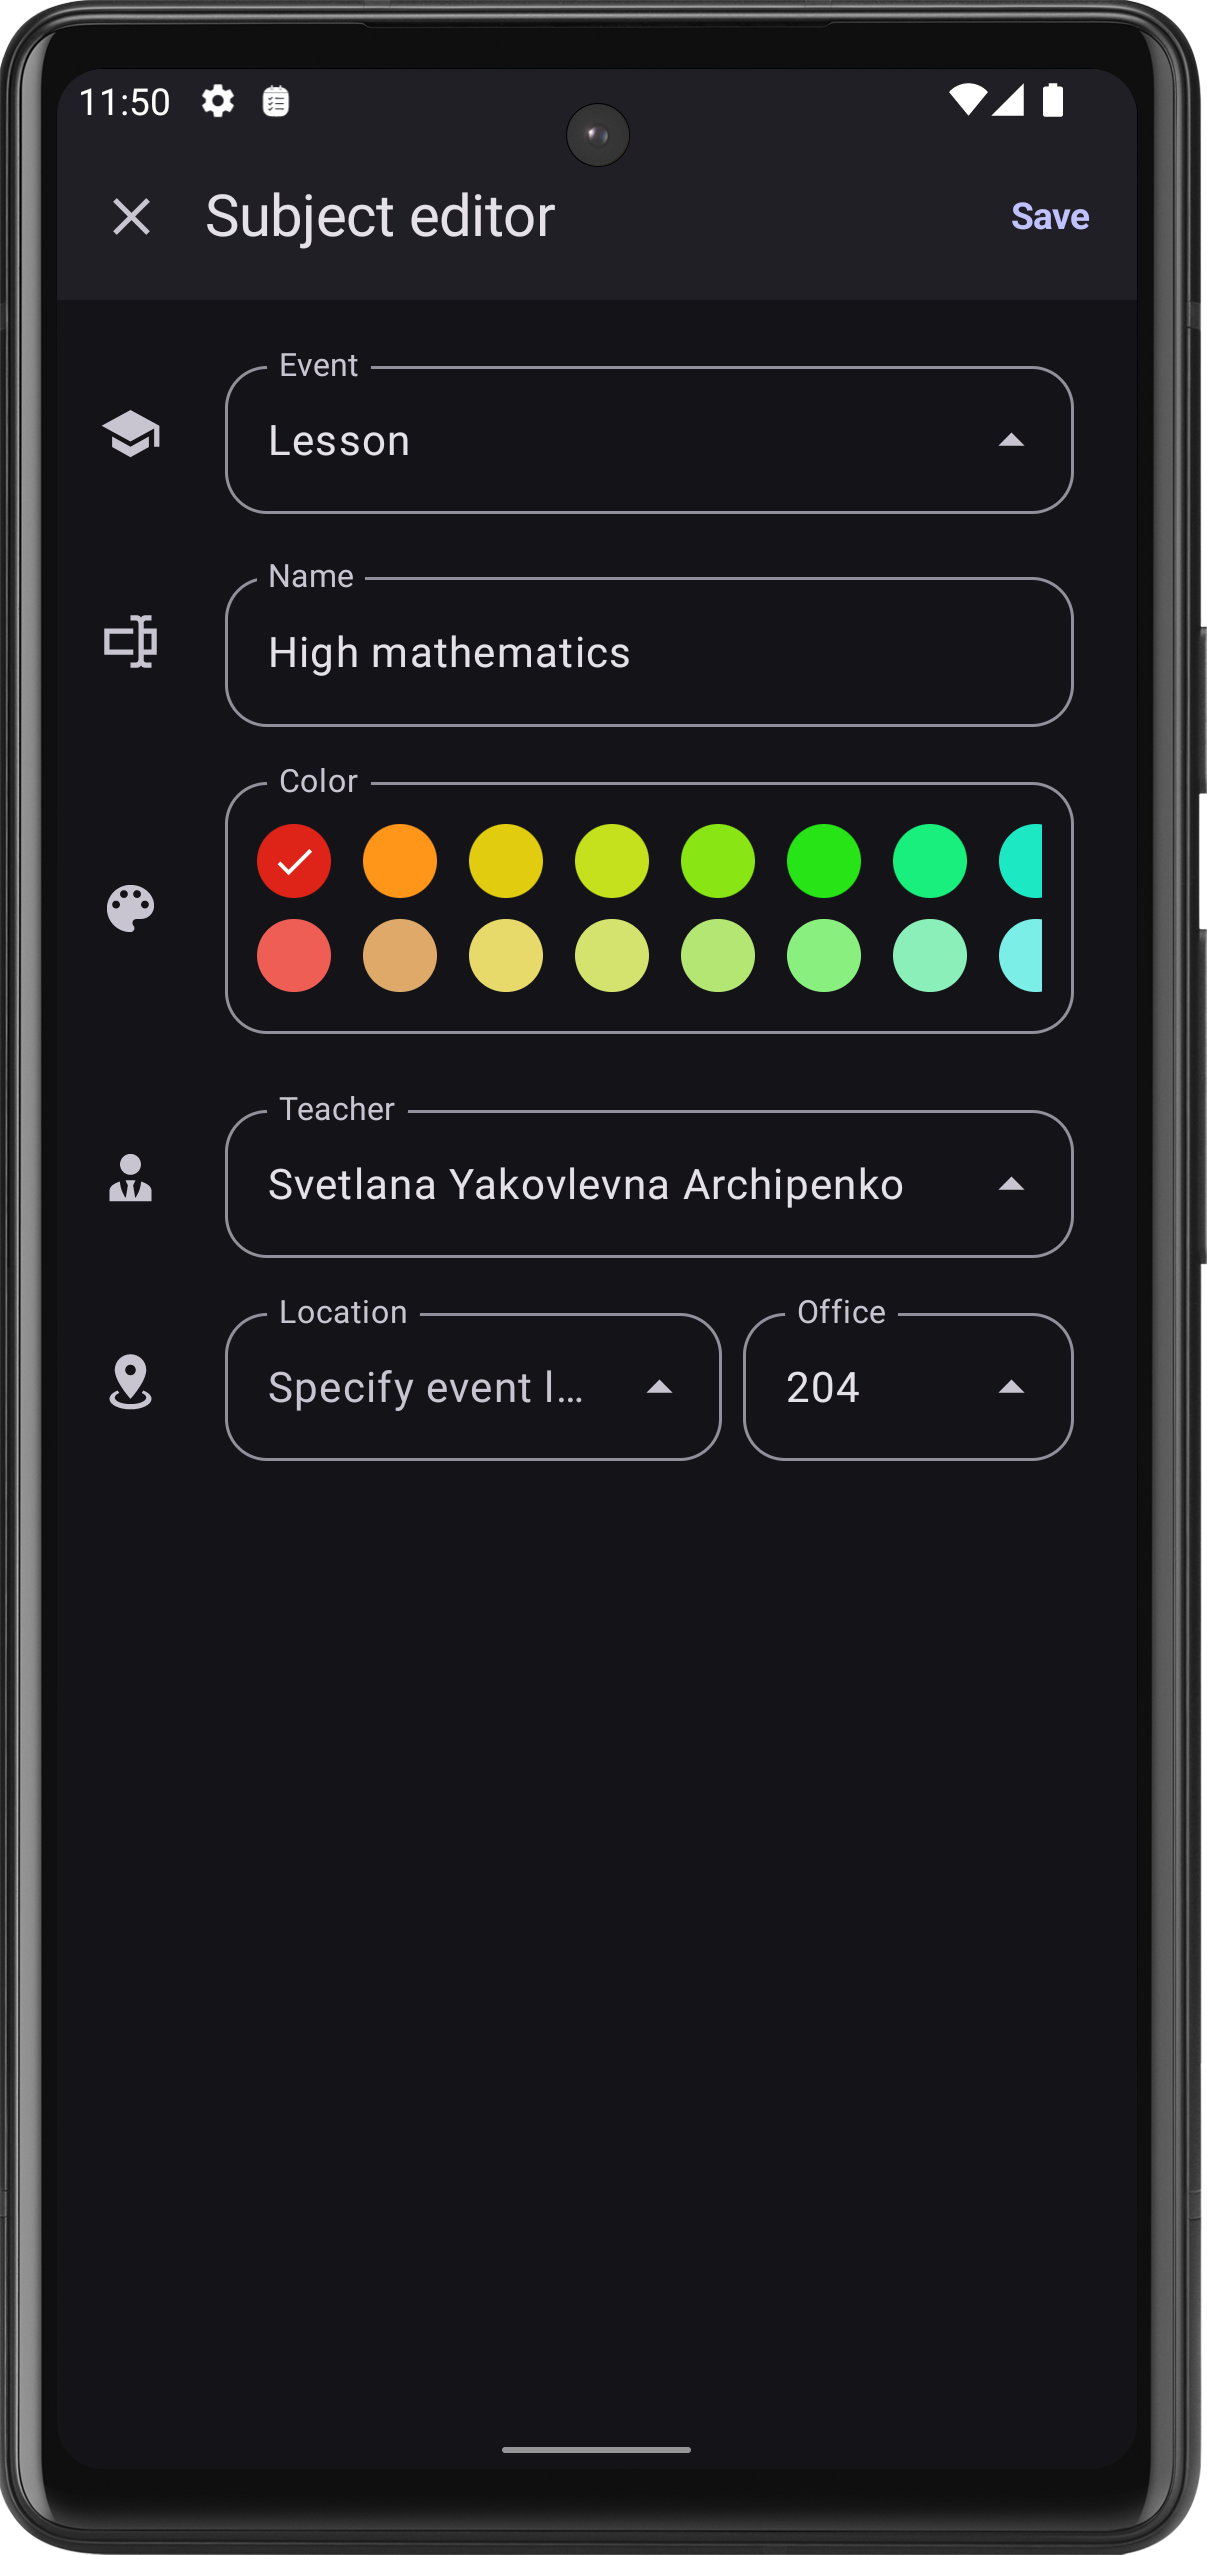 11:50
Subject editor
Save
Event
Lesson
Name
High mathematics
Color
Teacher
Svetlana Yakovlevna Archipenko
Location
Office
Specify event l...
204